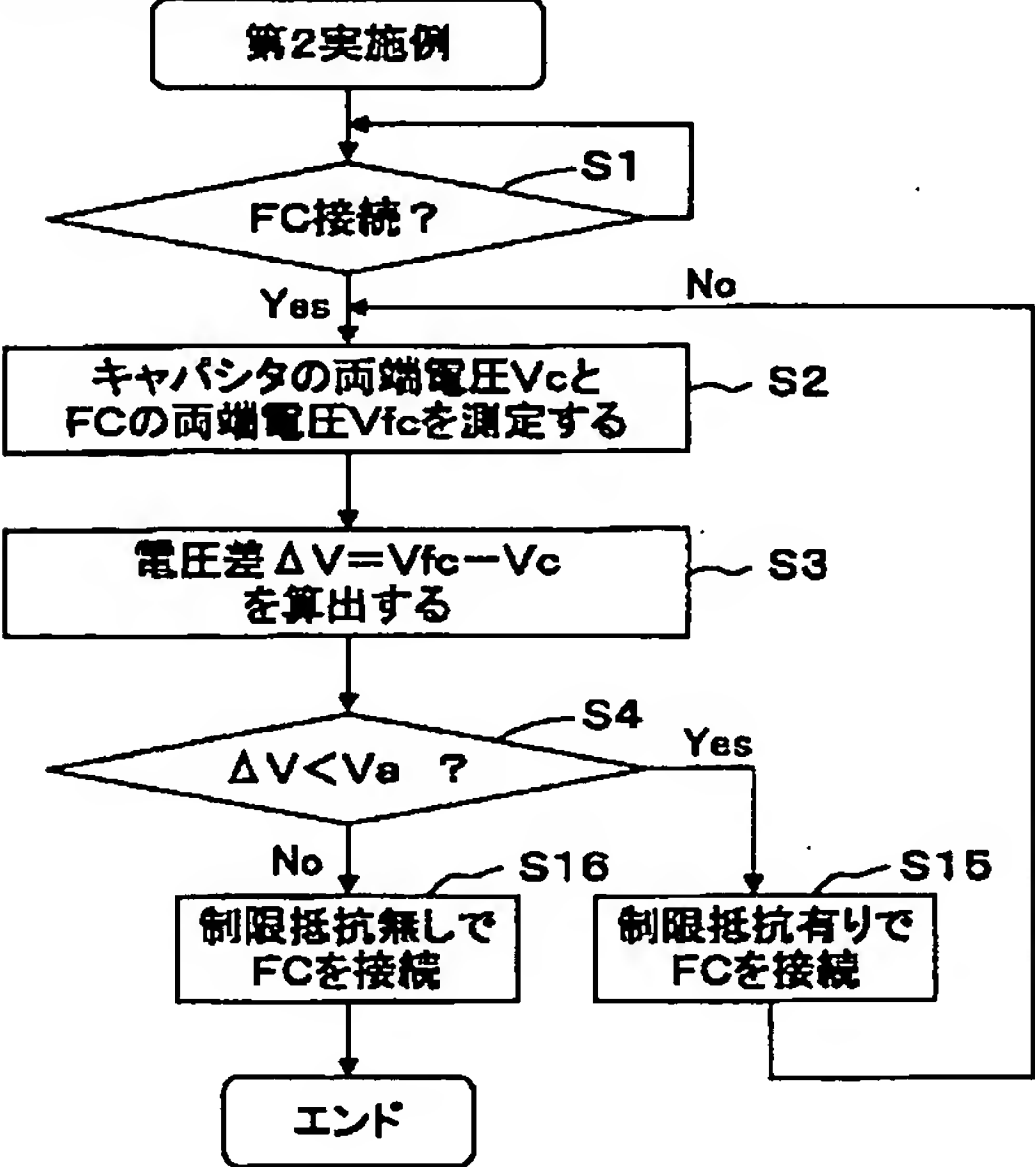 第2実施例
S1
FC接続?
Yes
No
キャパシタの両端電圧Vcと
FCの両端電圧Vfcを測定する
S2
電圧差ΔV=Vfc−Vc
を算出する
S3
S4
ΔV<Va ?
Yes
No
S16
S15
制限抵抗無しで
FCを接続
制限抵抗有りで
FCを接続
エンド